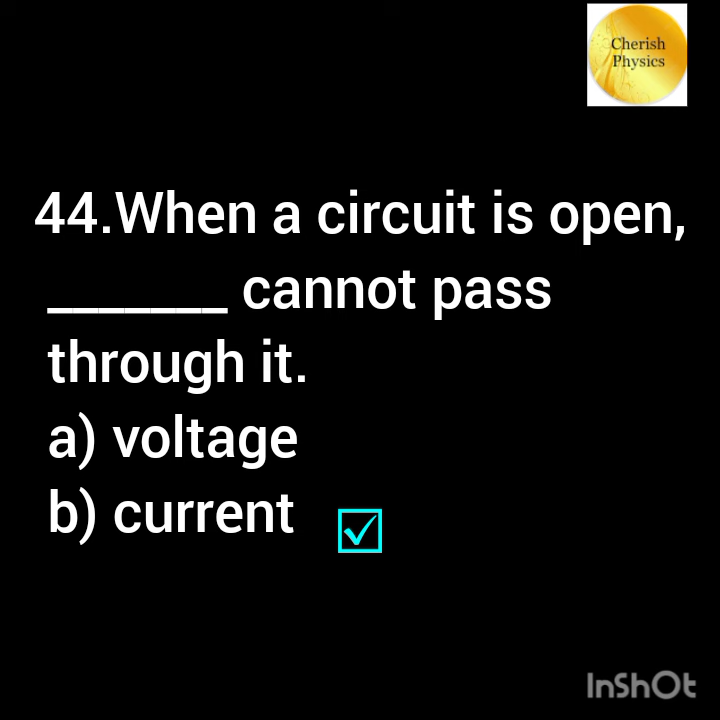 Cherish
Physics
44.When a circuit is open,
_______ cannot pass
through it.
a) voltage
b) current ☑
InShOt